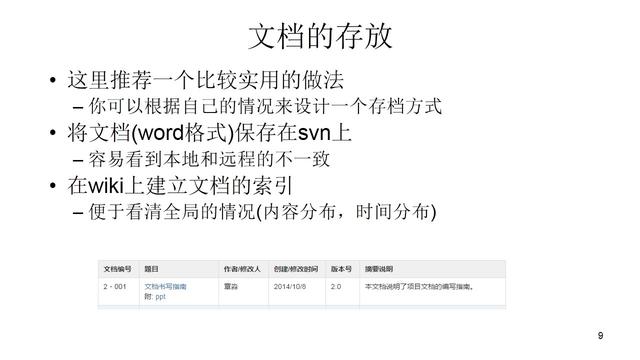 文档的存放
• 这里推荐一个比较实用的做法
– 你可以根据自己的情况来设计一个存档方式
• 将文档(word格式)保存在svn上
– 容易看到本地和远程的不一致
• 在wiki上建立文档的索引
– 便于看清全局的情况(内容分布，时间分布)
文档编号 题目 作者/修改人 创建/修改时间 版本号 摘要说明
2 - 001 文档书写指南 覃淼 2014/10/8 2.0 本文档说明了项目文档的编写指南。
附: ppt
9